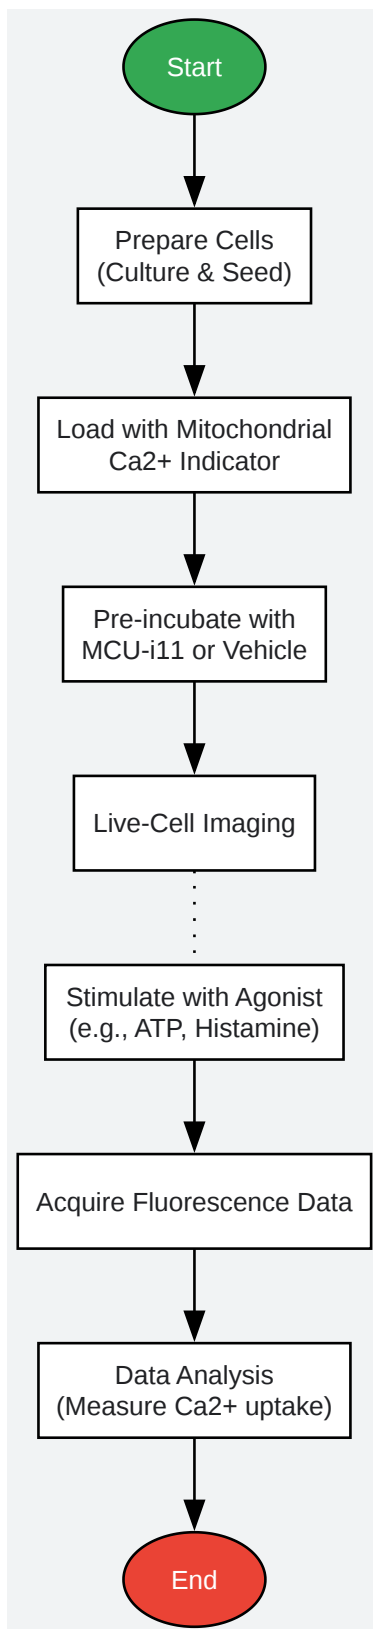 Start
Prepare Cells
(Culture & Seed)
Load with Mitochondrial
Ca2+ Indicator
Pre-incubate with
MCU-i11 or Vehicle
Live-Cell Imaging
Stimulate with Agonist
(e.g., ATP, Histamine)
Acquire Fluorescence Data
Data Analysis
(Measure Ca2+ uptake)
End